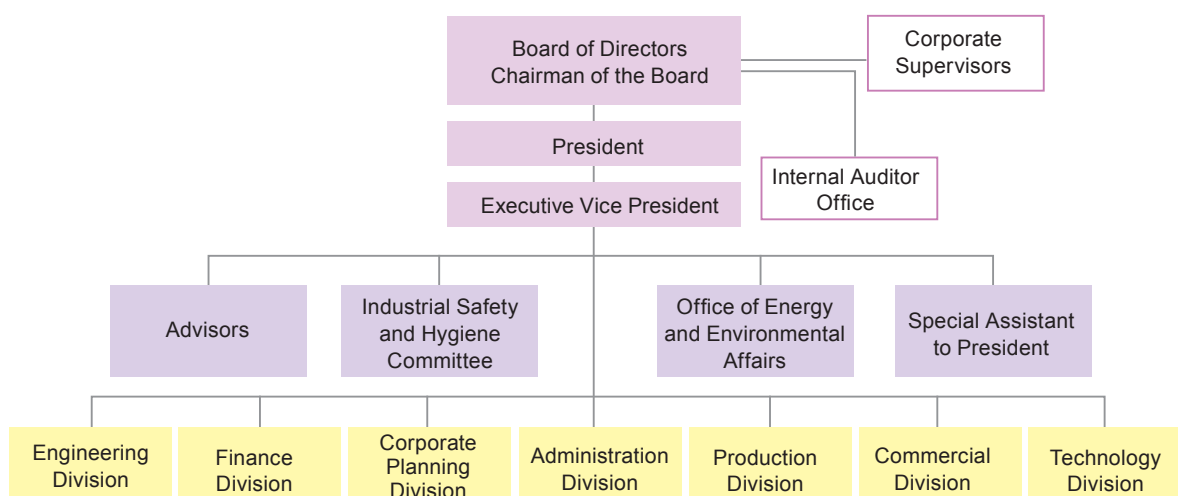 Board of Directors
Chairman of the Board
Corporate
Supervisors
President
Internal Auditor
Office
Executive Vice President
Advisors
Industrial Safety
and Hygiene
Committee
Office of Energy
and Environmental
Affairs
Special Assistant
to President
Engineering
Division
Finance
Division
Corporate
Planning
Division
Administration
Division
Production
Division
Commercial
Division
Technology
Division